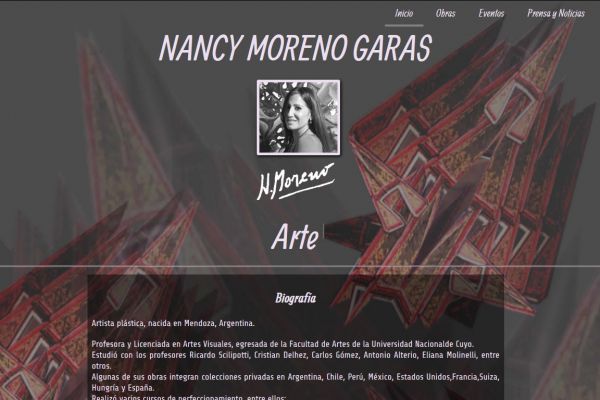 Inicio Obras Eventos Prensa y Noticias
NANCY MORENO GARAS
N. Moreno
Arte
Biografía
Artista plástica, nacida en Mendoza, Argentina.
Profesora y Licenciada en Artes Visuales, egresada de la Facultad de Artes de la Universidad Nacionalde Cuyo.
Estudió con los profesores Ricardo Scilipotti, Cristian Delhez, Carlos Gómez, Antonio Alterio, Eliana Molinelli, entre
otros.
Algunas de sus obras integran colecciones privadas en Argentina, Chile, Perú, México, Estados Unidos,Francia,Suiza,
Hungría y España.
Realizó varios cursos de perfeccionamiento, entre ellos: